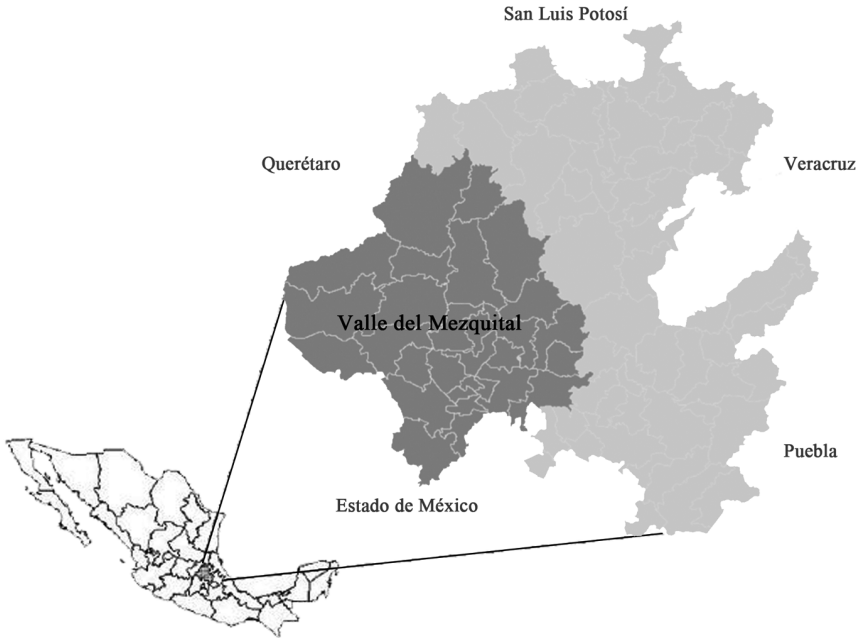 San Luis Potosí
Querétaro
Veracruz
Valle del Mezquital
Puebla
Estado de México